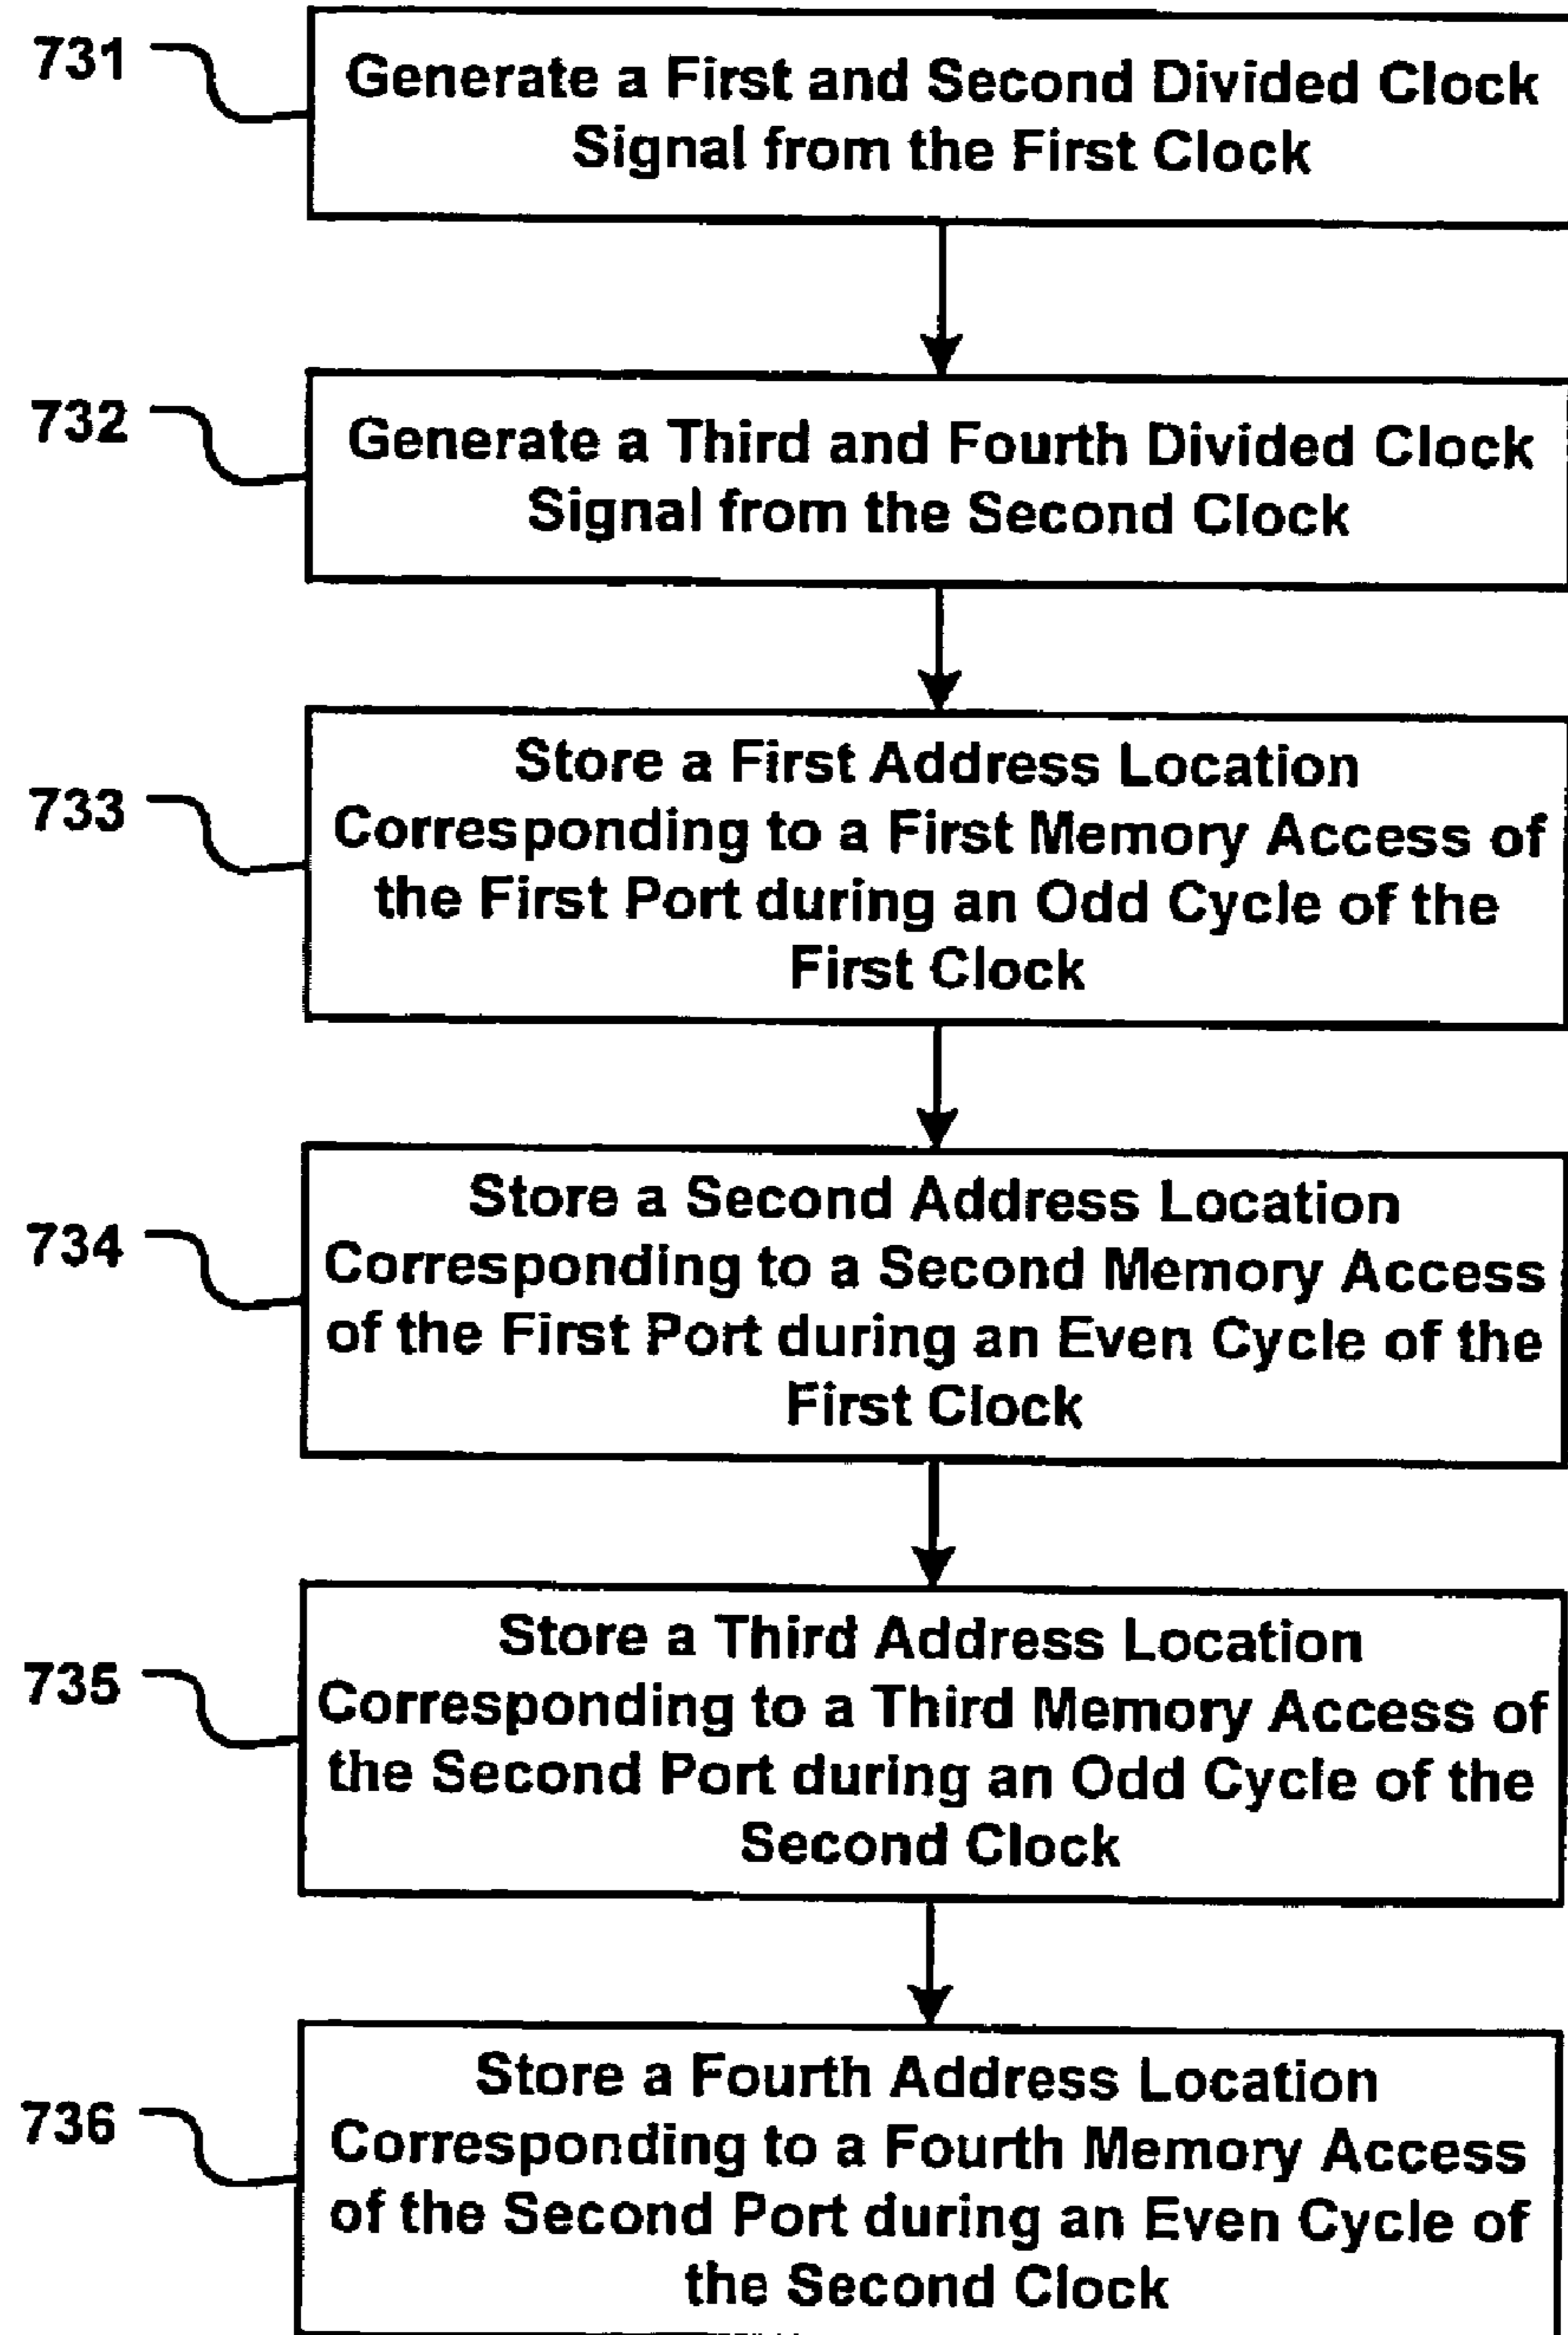 731
Generate a First and Second Divided Clock
Signal from the First Clock
732
Generate a Third and Fourth Divided Clock
Signal from the Second Clock
733
Store a First Address Location
Corresponding to a First Memory Access of
the First Port during an Odd Cycle of the
First Clock
734
Store a Second Address Location
Corresponding to a Second Memory Access
of the First Port during an Even Cycle of the
First Clock
735
Store a Third Address Location
Corresponding to a Third Memory Access of
the Second Port during an Odd Cycle of the
Second Clock
736
Store a Fourth Address Location
Corresponding to a Fourth Memory Access
of the Second Port during an Even Cycle of
the Second Clock